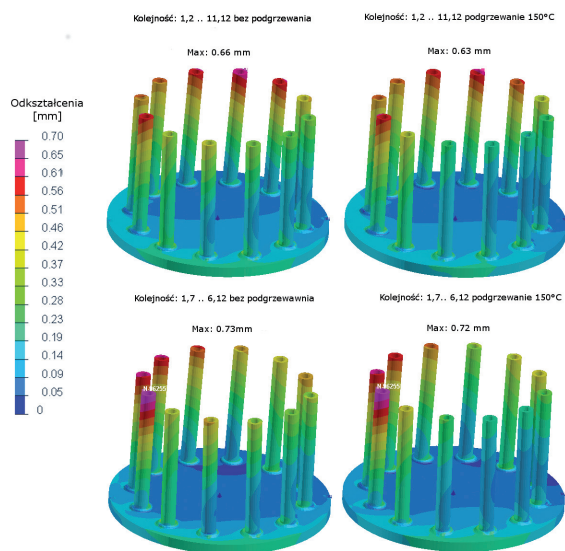 Kolejność: 1,2 .. 11,12 bez podgrzewania
Max: 0.66 mm
Kolejność: 1,2 .. 11,12 podgrzewanie 150°C
Max: 0.63 mm
Odkształcenia
[mm]
0.70
0.65
0.61
0.56
0.51
0.46
0.42
0.37
0.33
0.28
0.23
0.19
0.14
0.09
0.05
0
Kolejność: 1,7 .. 6,12 bez podgrzewawnia
Max: 0.73mm
Kolejność: 1,7.. 6,12 podgrzewanie 150°C
Max: 0.72 mm